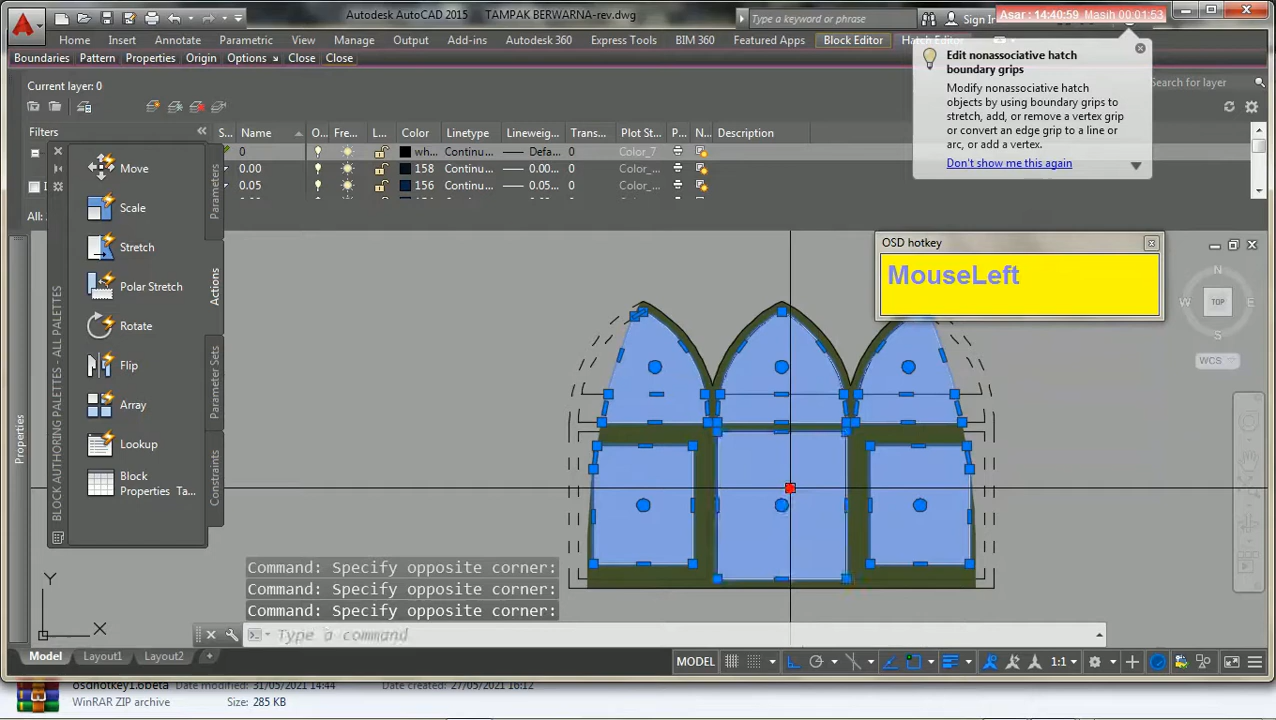 Autodesk AutoCAD 2015 TAMPAK BERWARNA-rev.dwg
Type a keyword or phrase
Sign In
Asar : 14:40:59 Masih 00:01:53
Home Insert Annotate Parametric View Manage Output Add-ins Autodesk 360 Express Tools BIM 360 Featured Apps Block Editor Hatch Editor
Boundaries Pattern Properties Origin Options Close Close
Edit nonassociative hatch
boundary grips
Modify nonassociative hatch
objects by using boundary grips to
stretch, add, or remove a vertex grip
or convert an edge grip to a line or
arc, or add a vertex.
Don't show me this again
Current layer: 0
Search for layer
Filters
S... Name O.. Fre... L... Color Linetype Lineweig... Trans... Plot St... P... N... Description
0 wh... Continu... Defa... 0 Color_7
0.00 158 Continu... 0.00... 0 Color_...
0.05 156 Continu... 0.05... 0 Color_...
All:
Move
Scale
Stretch
Polar Stretch
Rotate
Flip
Array
Lookup
Block
Properties Ta...
Parameters
Actions
Parameter Sets
Constraints
BLOCK AUTHORING PALETTES - ALL PALETTES
Properties
OSD hotkey
MouseLeft
N
W TOP E
S
WCS
Command: Specify opposite corner:
Command: Specify opposite corner:
Command: Specify opposite corner:
Type a command
Y
X
Model Layout1 Layout2 +
MODEL 1:1
osdhotkey1.0beta Date modified: 31/05/2021 14:44 Date created: 27/05/2021 16:12
WinRAR ZIP archive Size: 285 KB